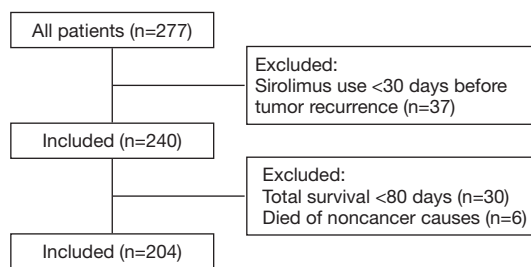 All patients (n=277)
Excluded:
Sirolimus use <30 days before
tumor recurrence (n=37)
Included (n=240)
Excluded:
Total survival <80 days (n=30)
Died of noncancer causes (n=6)
Included (n=204)